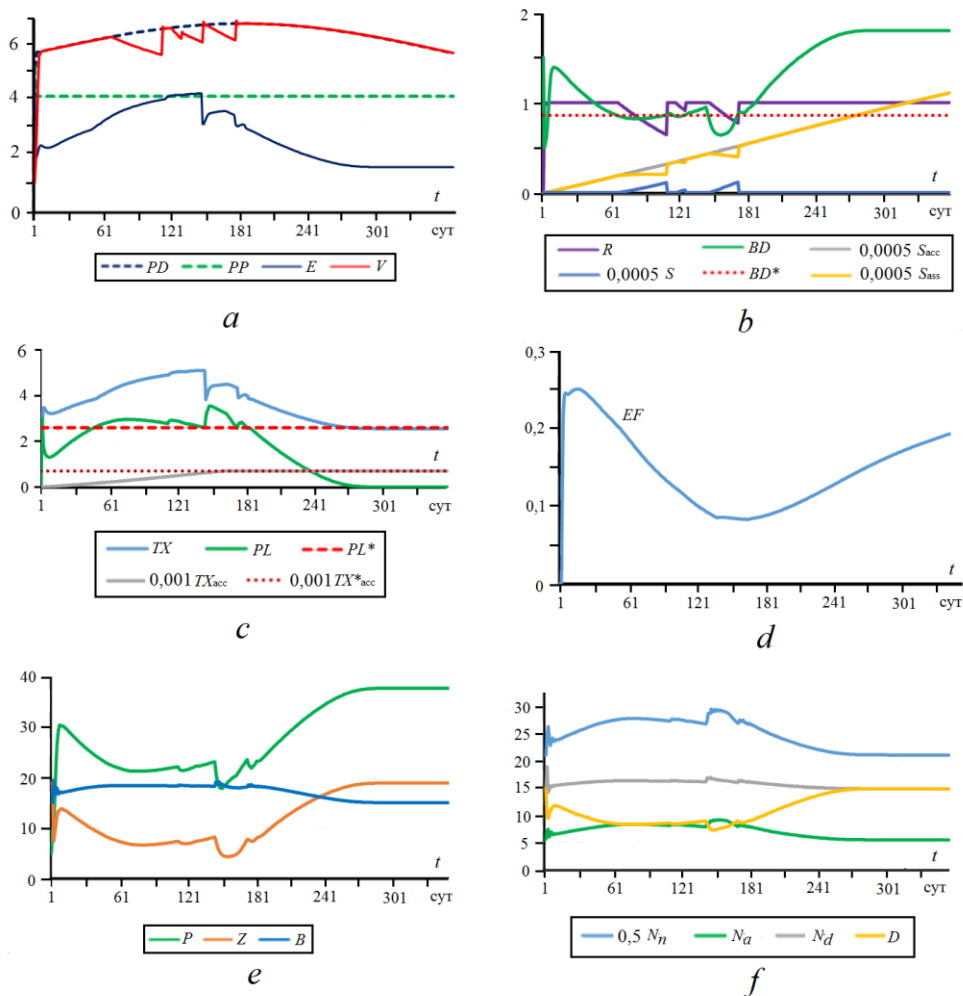 6
4
2
0
t
1 61 121 181 241 301 сут
PD PP E V
a
2
1
0
t
1 61 121 181 241 301 сут
R BD 0,0005 Sacc
0,0005 S BD* 0,0005 Sass
b
6
4
2
0
t
1 61 121 181 241 301 сут
TX PL PL*
0,001 TXacc 0,001 TX*acc
c
0,3
0,2
0,1
0
EF
t
1 61 121 181 241 301 сут
d
40
30
20
10
0
t
1 61 121 181 241 301 сут
P Z B
e
30
25
20
15
10
5
0
t
1 61 121 181 241 301 сут
0,5 Nn Na Nd D
f